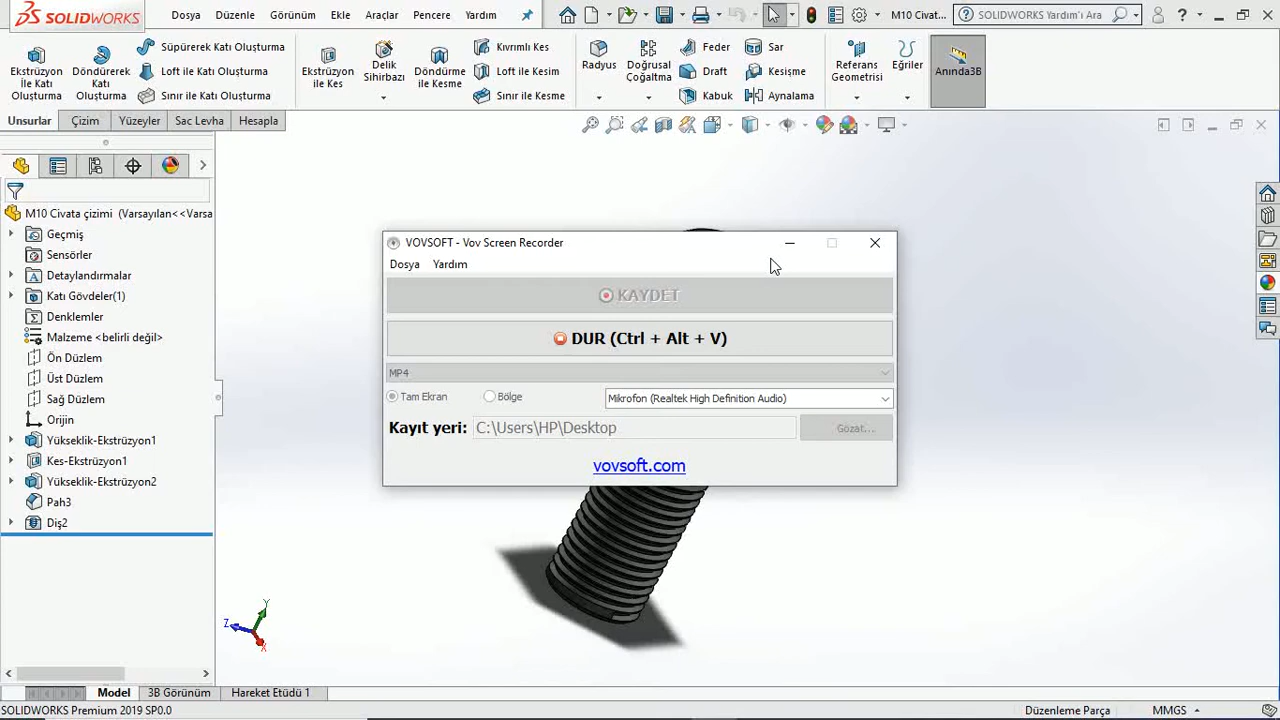 SOLIDWORKS
Dosya Düzenle Görünüm Ekle Araçlar Pencere Yardım
M10 Civat...
SOLIDWORKS Yardım'ı Ara
Ekstrüzyon
İle Katı
Oluşturma
Döndürerek
Katı
Oluşturma
Süpürerek Katı Oluşturma
Loft ile Katı Oluşturma
Sınır ile Katı Oluşturma
Ekstrüzyon
ile Kes
Delik
Sihirbazı
Döndürme
ile Kesme
Kıvrımlı Kes
Loft ile Kesim
Sınır ile Kesme
Radyus
Doğrusal
Çoğaltma
Feder
Draft
Kabuk
Sar
Kesişme
Aynalama
Referans
Geometrisi
Eğriler
Anında3B
Unsurlar Çizim Yüzeyler Sac Levha Hesapla
M10 Civata çizimi (Varsayılan<<Varsa
Geçmiş
Sensörler
Detaylandırmalar
Katı Gövdeler(1)
Denklemler
Malzeme <belirli değil>
Ön Düzlem
Üst Düzlem
Sağ Düzlem
Orijin
Yükseklik-Ekstrüzyon1
Kes-Ekstrüzyon1
Yükseklik-Ekstrüzyon2
Pah3
Diş2
VOVSOFT - Vov Screen Recorder
Dosya Yardım
KAYDET
DUR (Ctrl + Alt + V)
MP4
Tam Ekran Bölge Mikrofon (Realtek High Definition Audio)
Kayıt yeri: C:\Users\HP\Desktop Gözat...
vovsoft.com
Y
Z
X
Model 3B Görünüm Hareket Etüdü 1
SOLIDWORKS Premium 2019 SP0.0 Düzenleme Parça MMGS